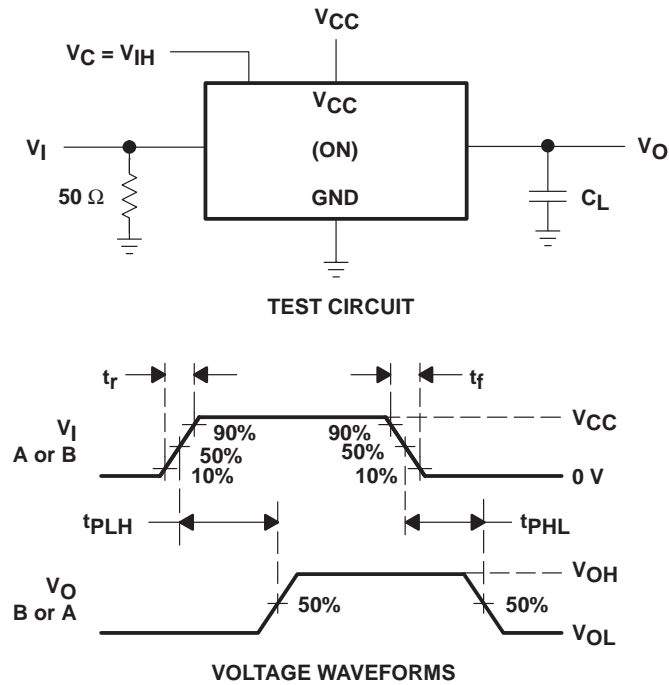 VCC
VC = VIH
VCC
VI
(ON)
VO
50 Ω
GND
CL
TEST CIRCUIT
tr
tf
VI
A or B
90%
50%
10%
90%
50%
10%
VCC
0 V
tPLH
tPHL
VO
B or A
50%
50%
VOH
VOL
VOLTAGE WAVEFORMS